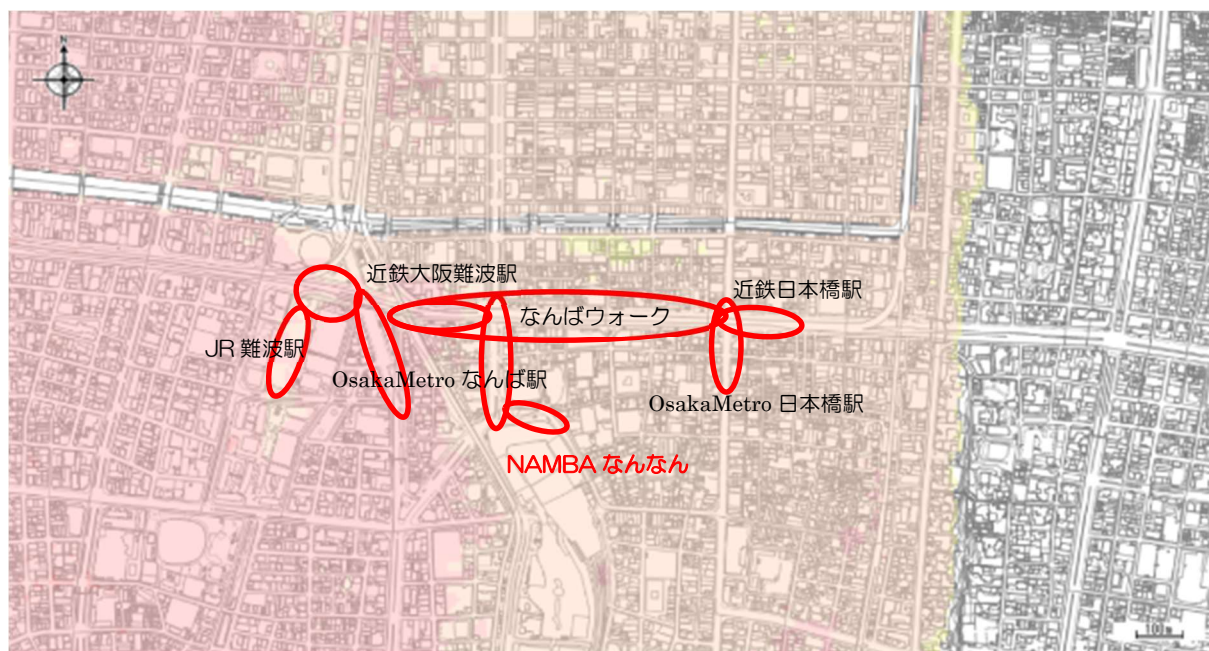 N
近鉄大阪難波駅
近鉄日本橋駅
なんばウォーク
JR難波駅
OsakaMetro なんば駅
OsakaMetro 日本橋駅
NAMBA なんなん